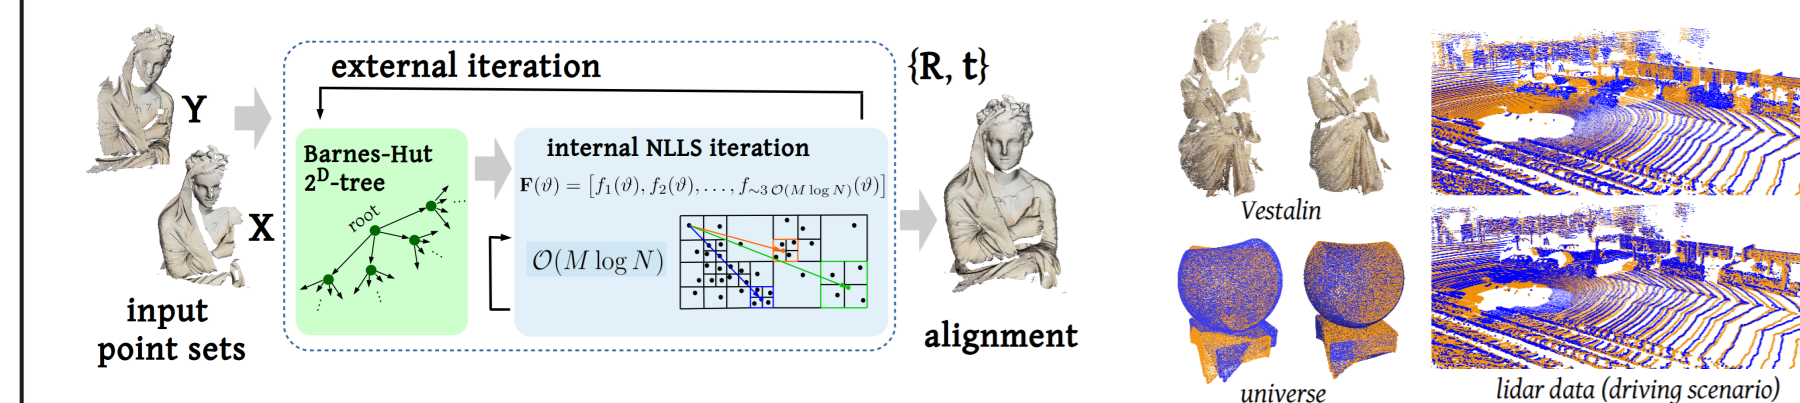 Y
X
input
point sets
external iteration
Barnes-Hut
2^D-tree
root
internal NLLS iteration
F(ϑ) = [f₁(ϑ), f₂(ϑ), . . . , f∼3 O(M log N)(ϑ)]
O(M log N)
{R, t}
alignment
Vestalin
universe
lidar data (driving scenario)